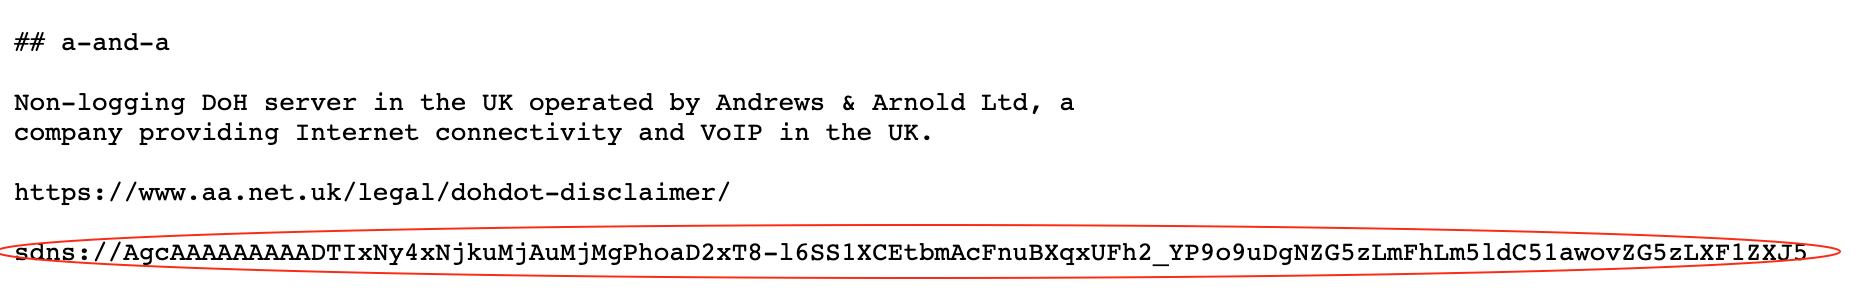 ## a-and-a
Non-logging DoH server in the UK operated by Andrews & Arnold Ltd, a
company providing Internet connectivity and VoIP in the UK.
https://www.aa.net.uk/legal/dohdot-disclaimer/
sdns://AgcAAAAAAAAADTIxNy4xNjkuMjAuMjMgPhoaD2xT8-l6SS1XCEtbmAcFnuBXqxUFh2_YP9o9uDgNZG5zLmFhLm5ldC51awovZG5zLXF1ZXJ5